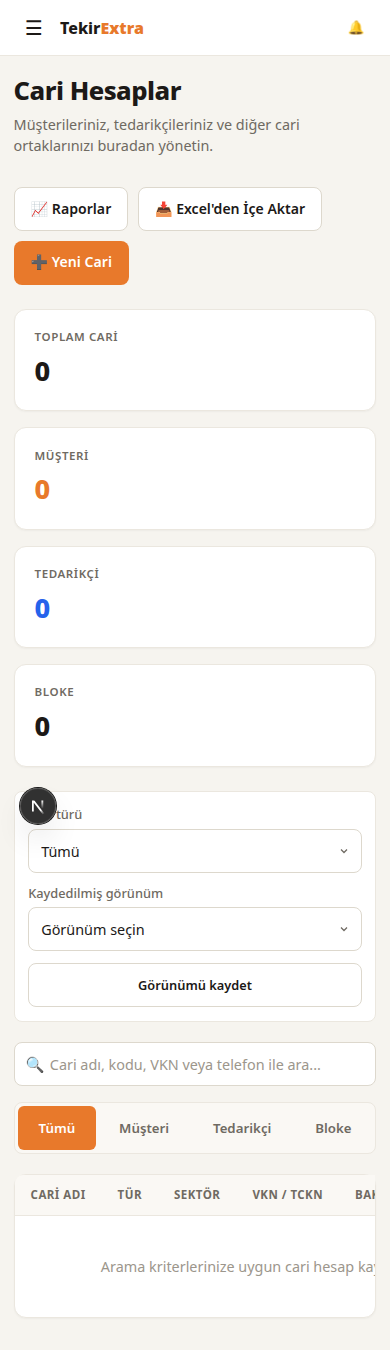 TekirExtra
Cari Hesaplar
Müşterileriniz, tedarikçileriniz ve diğer cari
ortaklarınızı buradan yönetin.
Raporlar
Excel'den İçe Aktar
Yeni Cari
TOPLAM CARİ
0
MÜŞTERİ
0
TEDARİKÇİ
0
BLOKE
0
N
türü
Tümü
Kaydedilmiş görünüm
Görünüm seçin
Görünümü kaydet
Cari adı, kodu, VKN veya telefon ile ara...
Tümü Müşteri Tedarikçi Bloke
CARİ ADI TÜR SEKTÖR VKN / TCKN
Arama kriterlerinize uygun cari hesap